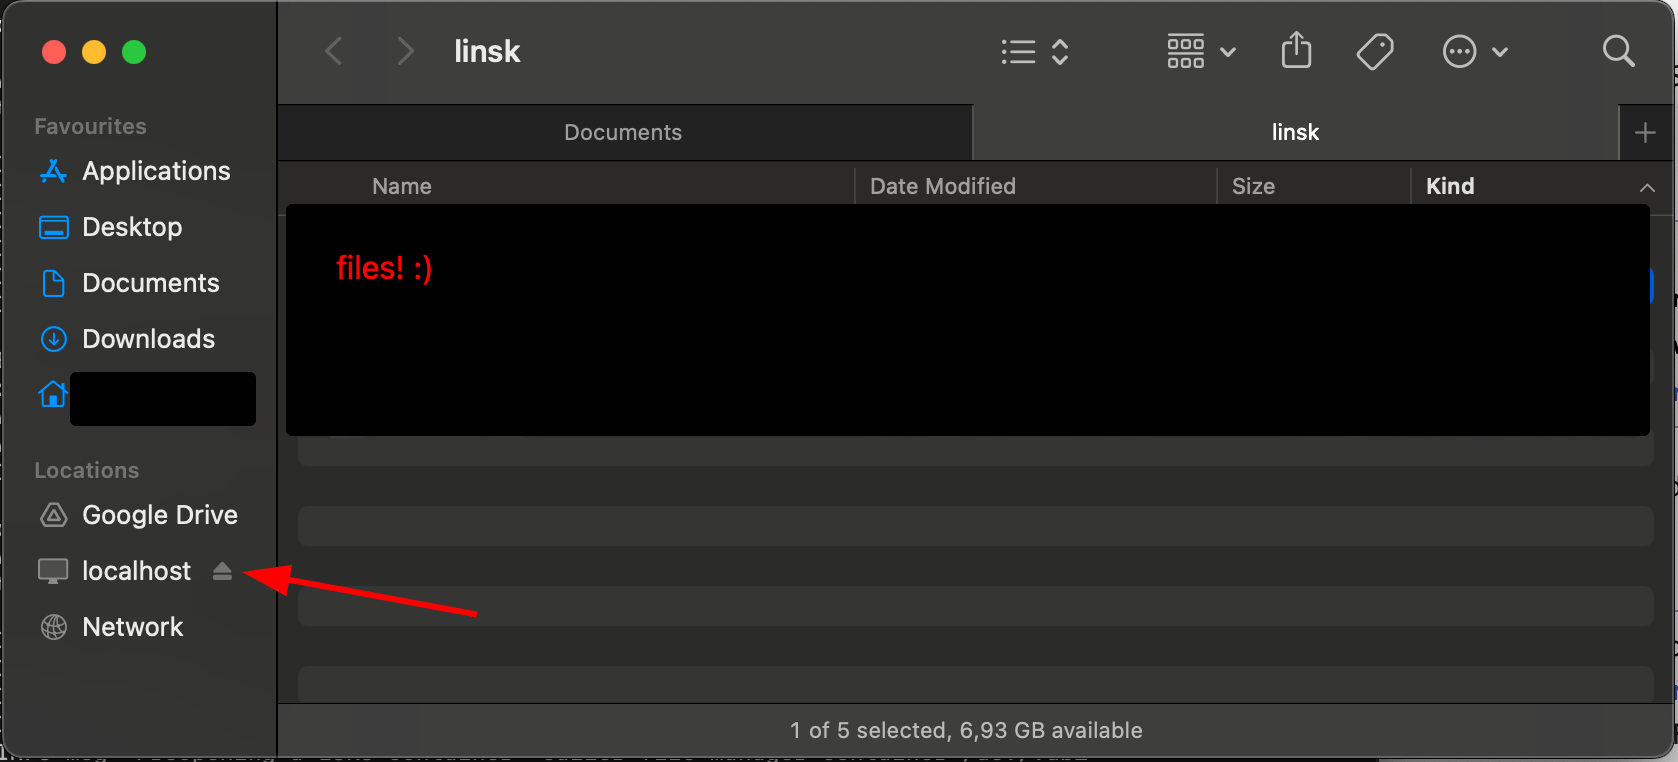 linsk
Favourites
Applications
Desktop
Documents
Downloads
Locations
Google Drive
localhost
Network
Documents
linsk
Name Date Modified Size Kind
files! :)
1 of 5 selected, 6,93 GB available